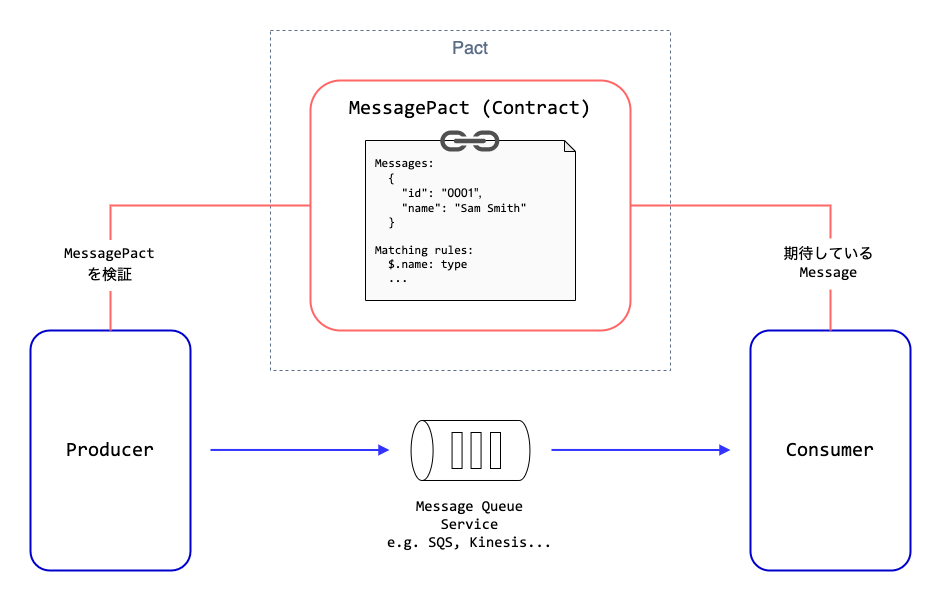 Pact
MessagePact (Contract)
Messages:
{
"id": "0001",
"name": "Sam Smith"
}
Matching rules:
$.name: type
...
MessagePact
を検証
期待している
Message
Producer
Consumer
Message Queue
Service
e.g. SQS, Kinesis...